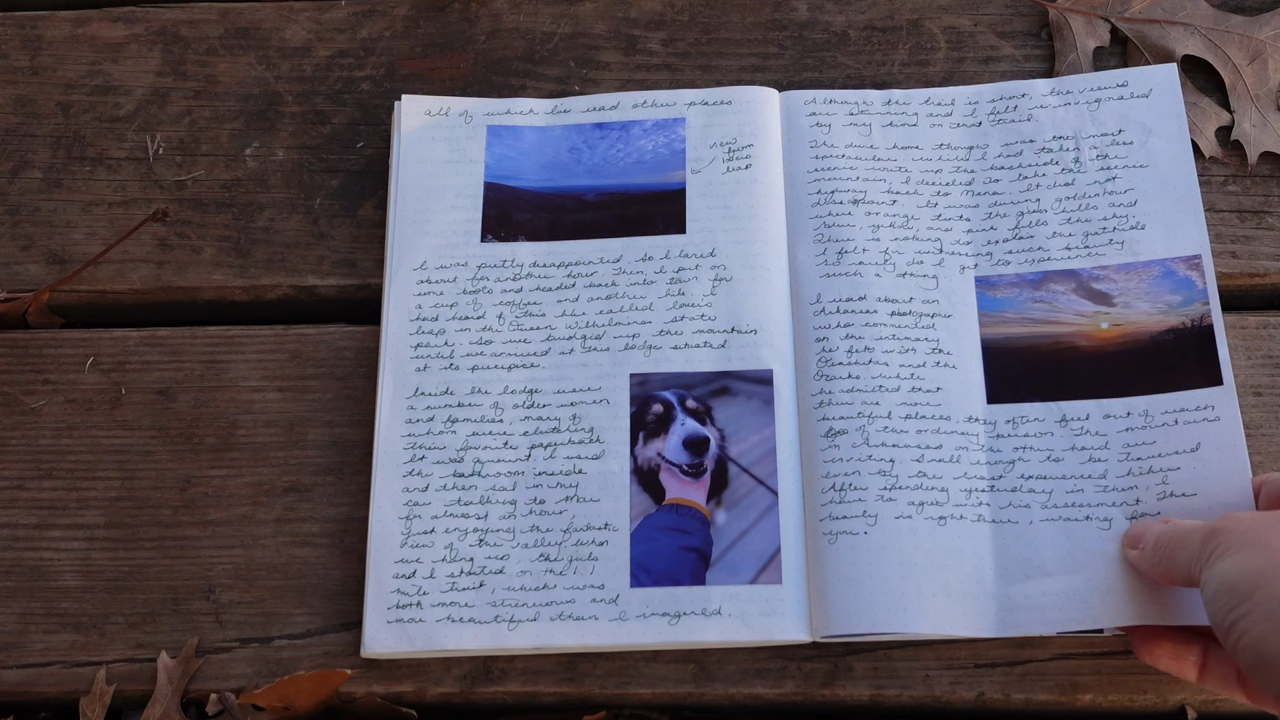 all of which I've read other places.
view
from
lovers
leap
I was partly disappointed so I lazed
about for another hour. Then, I put on
some boots and headed back into town for
a cup of coffee and another hike. I
had heard of this hike called lovers
leap in the Queen Wilhelmina state
park. So we trudged up the mountain
until we arrived at this lodge situated
at its precipice.
Inside the lodge were
a number of older women
and families, many of
whom were clutching
their favorite paperback.
It was quaint. I used
the bathroom inside
and then sat in my
car talking to Mac
for almost an hour,
just enjoying the fantastic
view of the valley. When
we hung up, the girls
and I started on the 1.1
mile trail, which was
both more strenuous and
more beautiful than I imagined.
Although the trail is short, the views
are stunning and I felt reinvigorated
by my time on that trail.
The drive home though was the most
spectacular. While I had taken a less
scenic route up the backside of the
mountain, I decided to take the scenic
highway back to Mena. It did not
disappoint. It was during golden hour
where orange tints the hills and
blue, yellow, and pink fills the sky.
There is nothing to explain the gratitude
I felt for witnessing such beauty
so rarely do I get to experience
such a thing
I read about an
Arkansas photographer
who commented
on the intimacy
he felt with the
Ouachitas and the
Ozarks. While
he admitted that
there are more
beautiful places, they often feel out of reach
of the ordinary person. The mountains
in Arkansas on the other hand are
inviting. Small enough to be traversed
even by the least experienced hiker.
After spending yesterday in them, I
have to agree with his assessment. The
beauty is right there, waiting for
you.